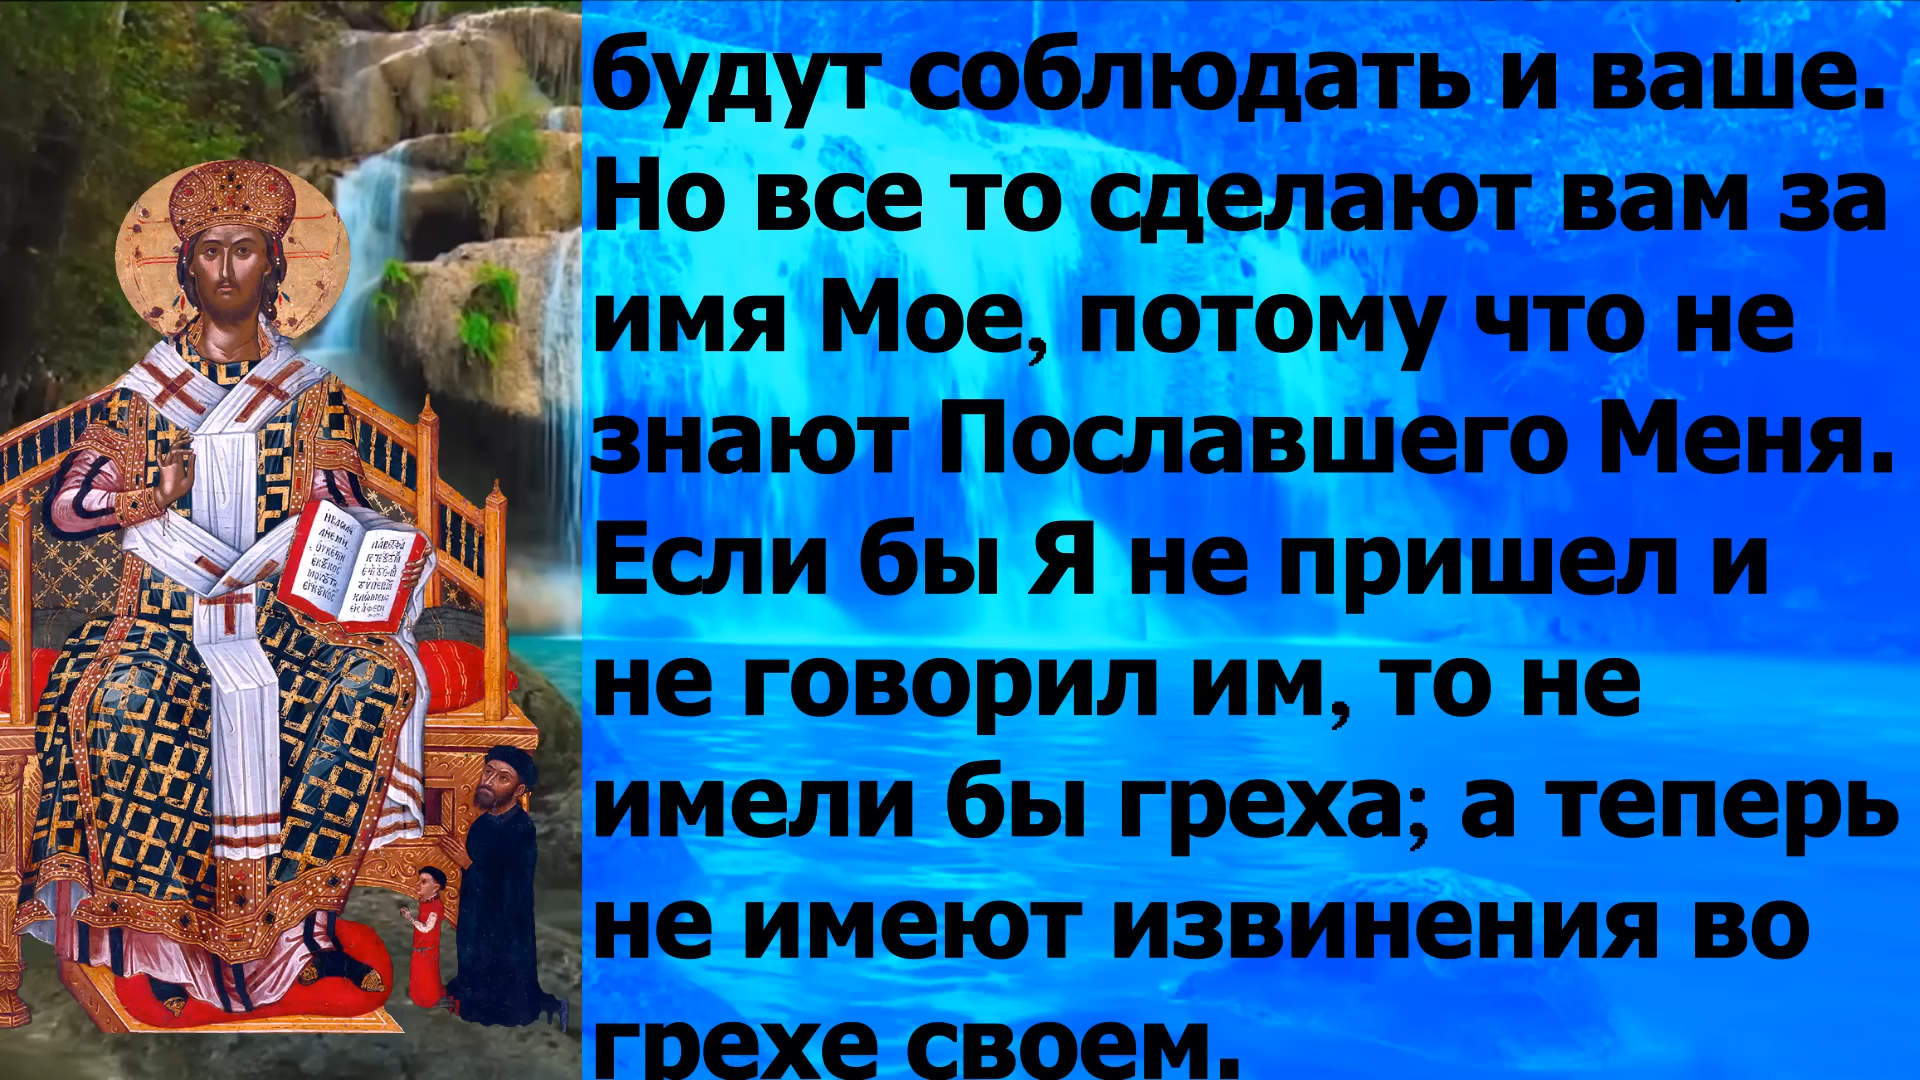 будут соблюдать и ваше.
Но все то сделают вам за
имя Мое, потому что не
знают Пославшего Меня.
Если бы Я не пришел и
не говорил им, то не
имели бы греха; а теперь
не имеют извинения во
грехе своем.